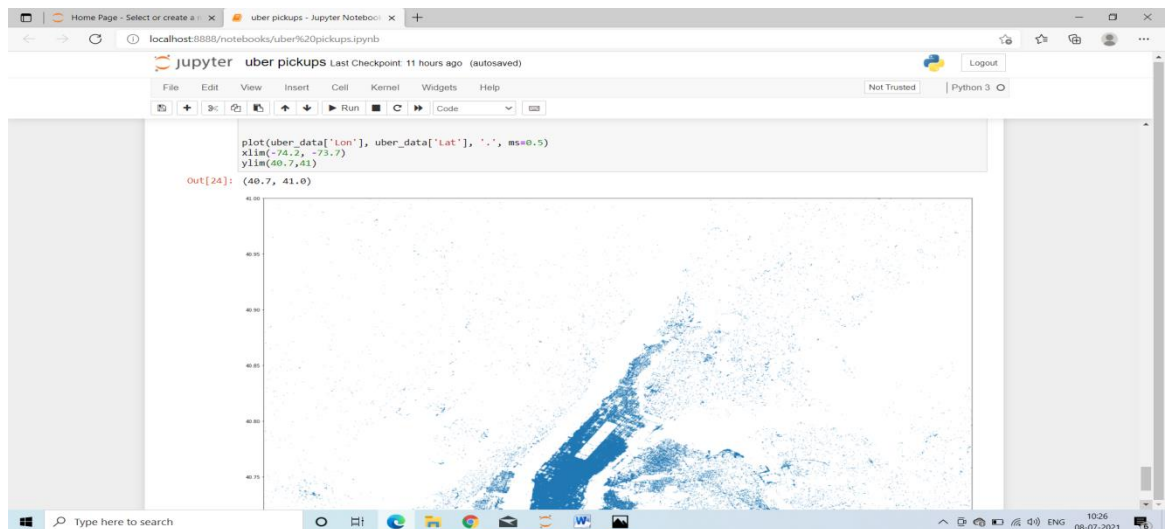 Home Page - Select or create a n
uber pickups - Jupyter Notebook
localhost:8888/notebooks/uber%20pickups.ipynb
jupyter uber pickups Last Checkpoint: 11 hours ago (autosaved)
Logout
File Edit View Insert Cell Kernel Widgets Help
Not Trusted
Python 3
Run
Code
plot(uber_data['Lon'], uber_data['Lat'], '.', ms=0.5)
xlim(-74.2, -73.7)
ylim(40.7,41)
Out[24]: (40.7, 41.0)
41.00
40.95
40.90
40.85
40.80
40.75
Type here to search
ENG
10:26
08-07-2021